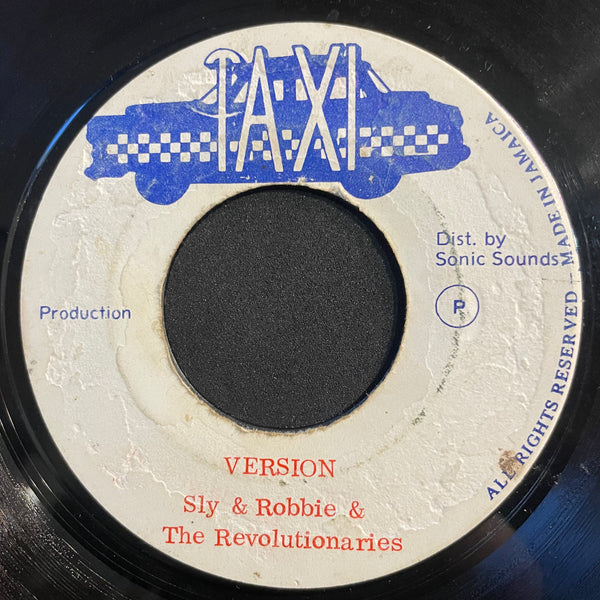 TAXI
Dist. by
Sonic Sounds
Production
P
ALL RIGHTS RESERVED – MADE IN JAMAICA
VERSION
Sly & Robbie &
The Revolutionaries